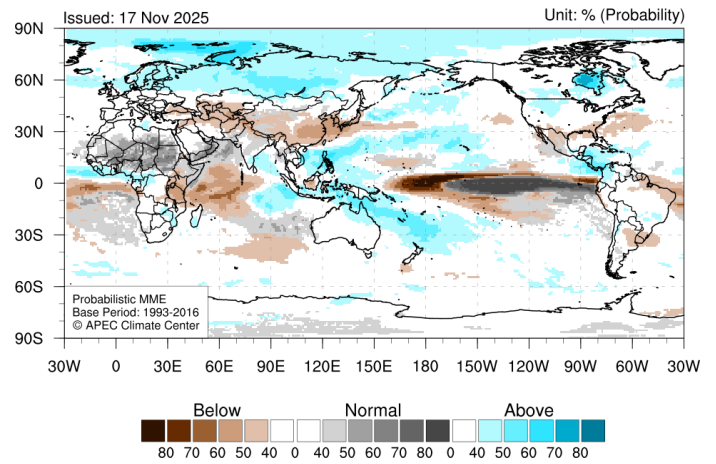 Issued: 17 Nov 2025
Unit: % (Probability)
90N
60N
30N
0
30S
60S
90S
Probabilistic MME
Base Period: 1993-2016
© APEC Climate Center
30W 0 30E 60E 90E 120E 150E 180 150W 120W 90W 60W 30W
Below Normal Above
80 70 60 50 40 0 40 50 60 70 80 0 40 50 60 70 80